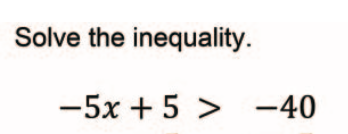 Solve the inequality.
−5x + 5 > −40